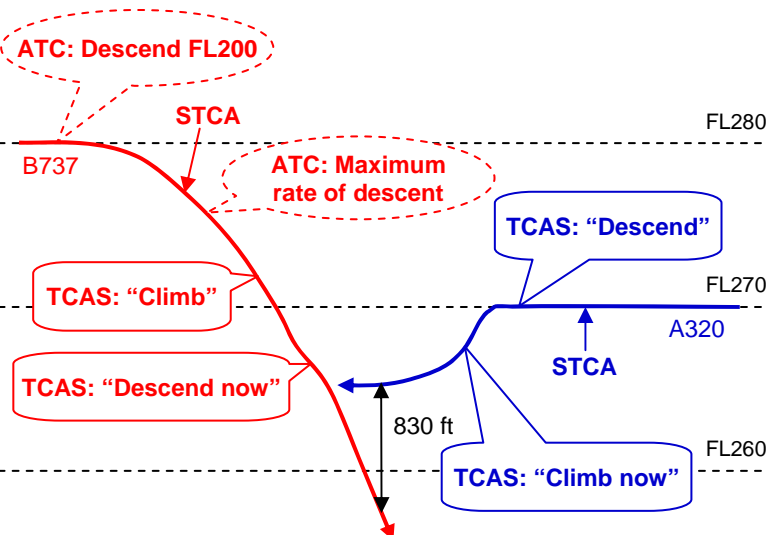 ATC: Descend FL200
STCA
FL280
B737
ATC: Maximum
rate of descent
TCAS: “Descend”
TCAS: “Climb”
FL270
A320
STCA
TCAS: “Descend now”
830 ft
FL260
TCAS: “Climb now”